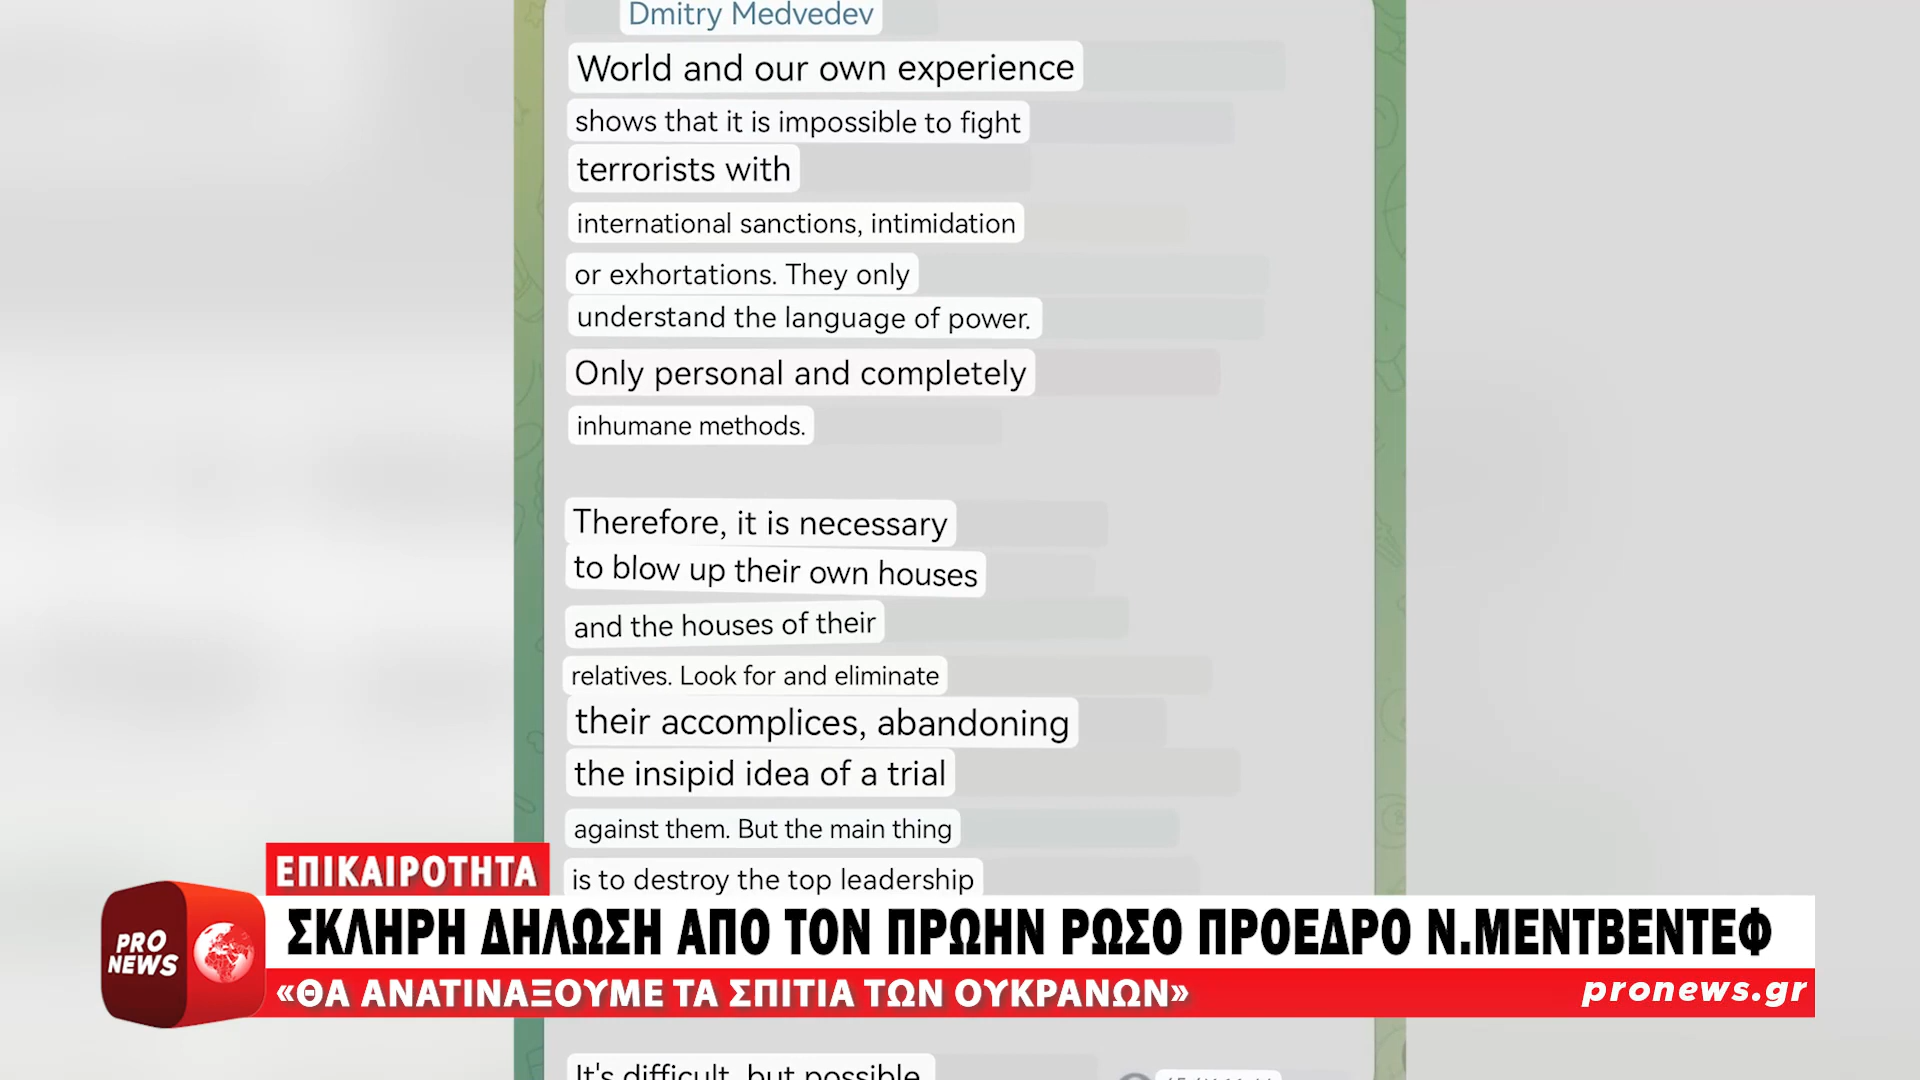 Dmitry Medvedev
World and our own experience
shows that it is impossible to fight
terrorists with
international sanctions, intimidation
or exhortations. They only
understand the language of power.
Only personal and completely
inhumane methods.
Therefore, it is necessary
to blow up their own houses
and the houses of their
relatives. Look for and eliminate
their accomplices, abandoning
the insipid idea of a trial
against them. But the main thing
is to destroy the top leadership
ΕΠΙΚΑΙΡΟΤΗΤΑ
PRO
NEWS
ΣΚΛΗΡΗ ΔΗΛΩΣΗ ΑΠΟ ΤΟΝ ΠΡΩΗΝ ΡΩΣΟ ΠΡΟΕΔΡΟ Ν.ΜΕΝΤΒΕΝΤΕΦ
«ΘΑ ΑΝΑΤΙΝΑΞΟΥΜΕ ΤΑ ΣΠΙΤΙΑ ΤΩΝ ΟΥΚΡΑΝΩΝ»
pronews.gr
It's difficult, but possible